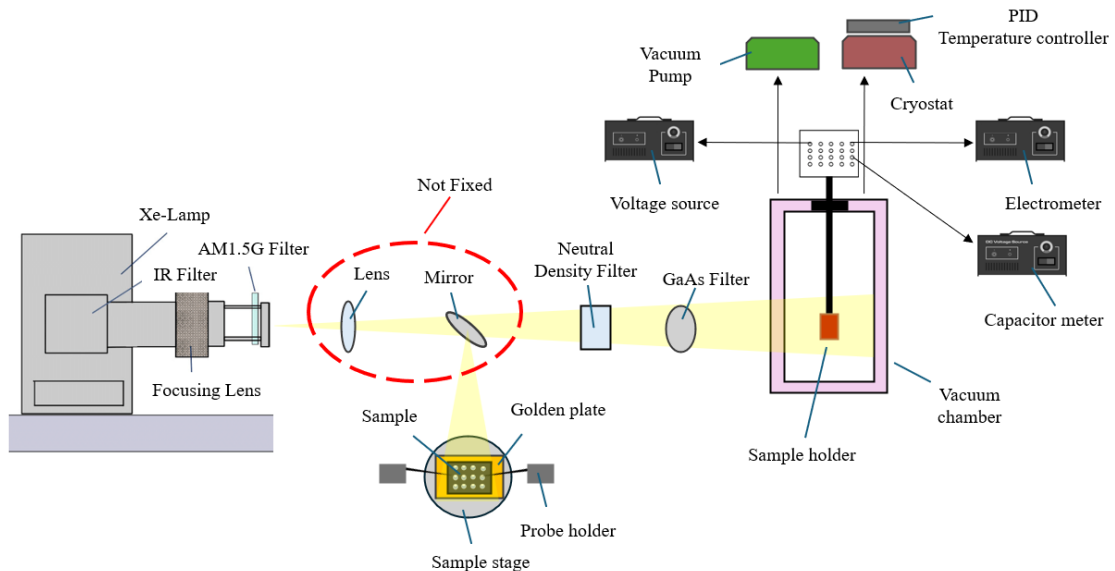 PID
Temperature controller
Vacuum
Pump
Cryostat
Not Fixed
Voltage source
Electrometer
Xe-Lamp
AM1.5G Filter
IR Filter
Lens
Mirror
Neutral
Density Filter
GaAs Filter
Capacitor meter
Focusing Lens
Sample
Golden plate
Vacuum
chamber
Sample holder
Probe holder
Sample stage